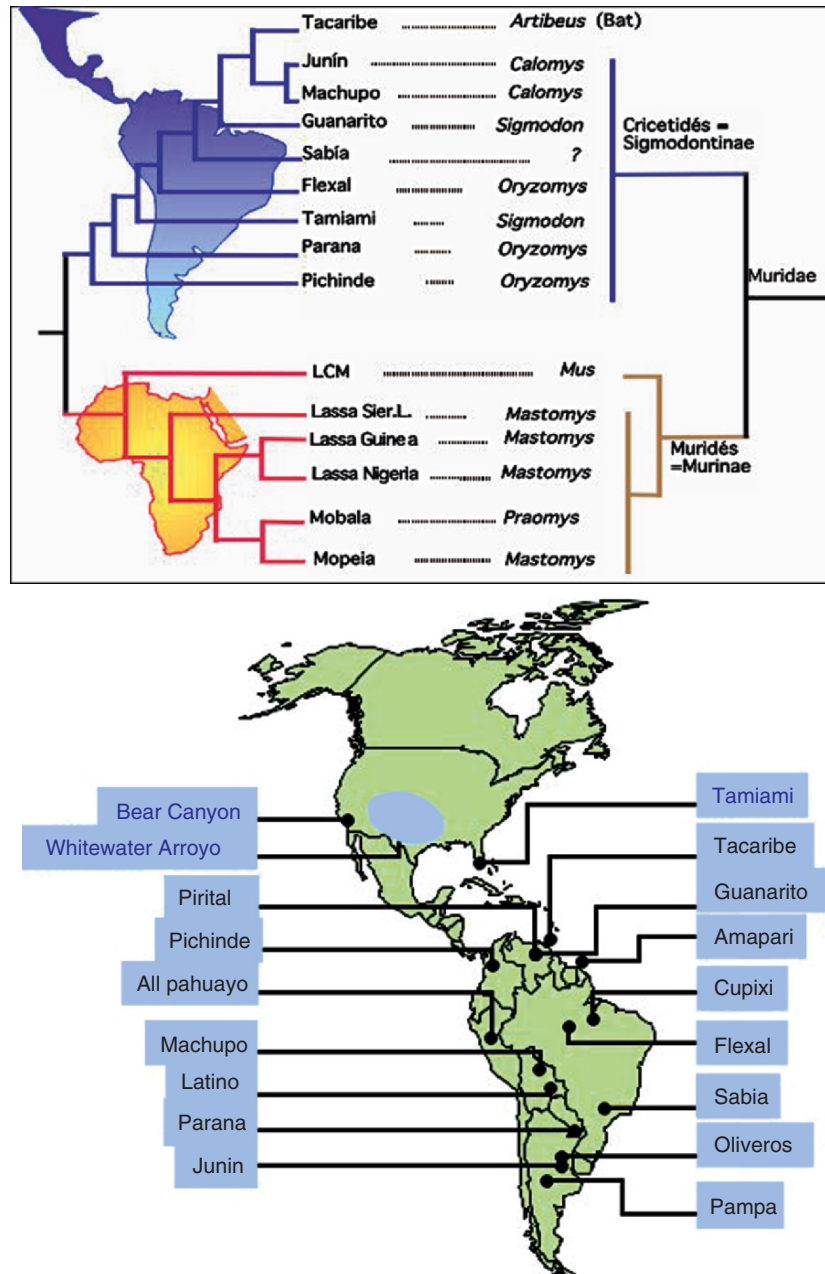 Tacaribe Artibeus (Bat)
Junín Calomys
Machupo Calomys
Guanarito Sigmodon
Sabía ?
Flexal Oryzomys
Tamiami Sigmodon
Parana Oryzomys
Pichinde Oryzomys
Cricetidés =
Sigmodontinae
Muridae
LCM Mus
Lassa Sier.L. Mastomys
Lassa Guinea Mastomys
Lassa Nigeria Mastomys
Mobala Praomys
Mopeia Mastomys
Muridés
=Murinae
Bear Canyon
Whitewater Arroyo
Pirital
Pichinde
All pahuayo
Machupo
Latino
Parana
Junin
Tamiami
Tacaribe
Guanarito
Amapari
Cupixi
Flexal
Sabia
Oliveros
Pampa